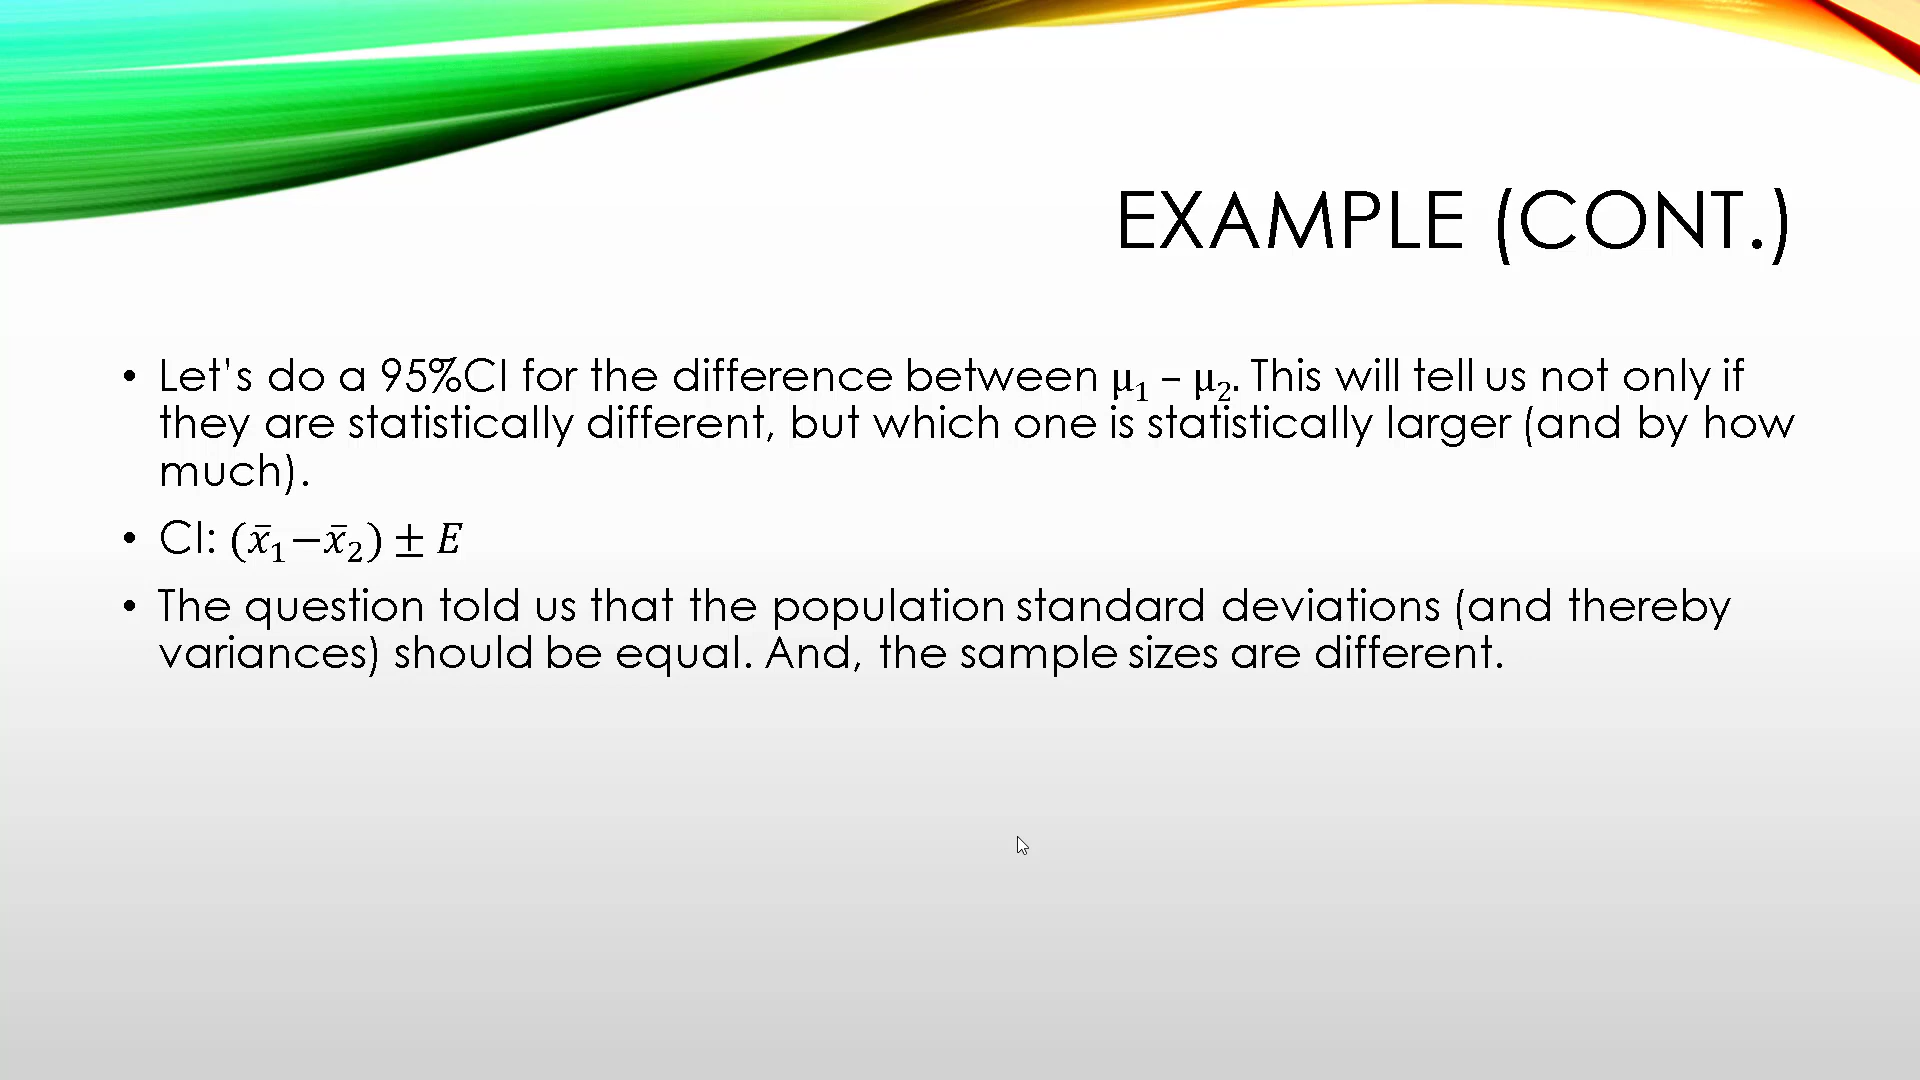 EXAMPLE (CONT.)
• Let's do a 95%CI for the difference between μ₁ – μ₂. This will tell us not only if
they are statistically different, but which one is statistically larger (and by how
much).
• CI: (x̄₁−x̄₂) ± E
• The question told us that the population standard deviations (and thereby
variances) should be equal. And, the sample sizes are different.